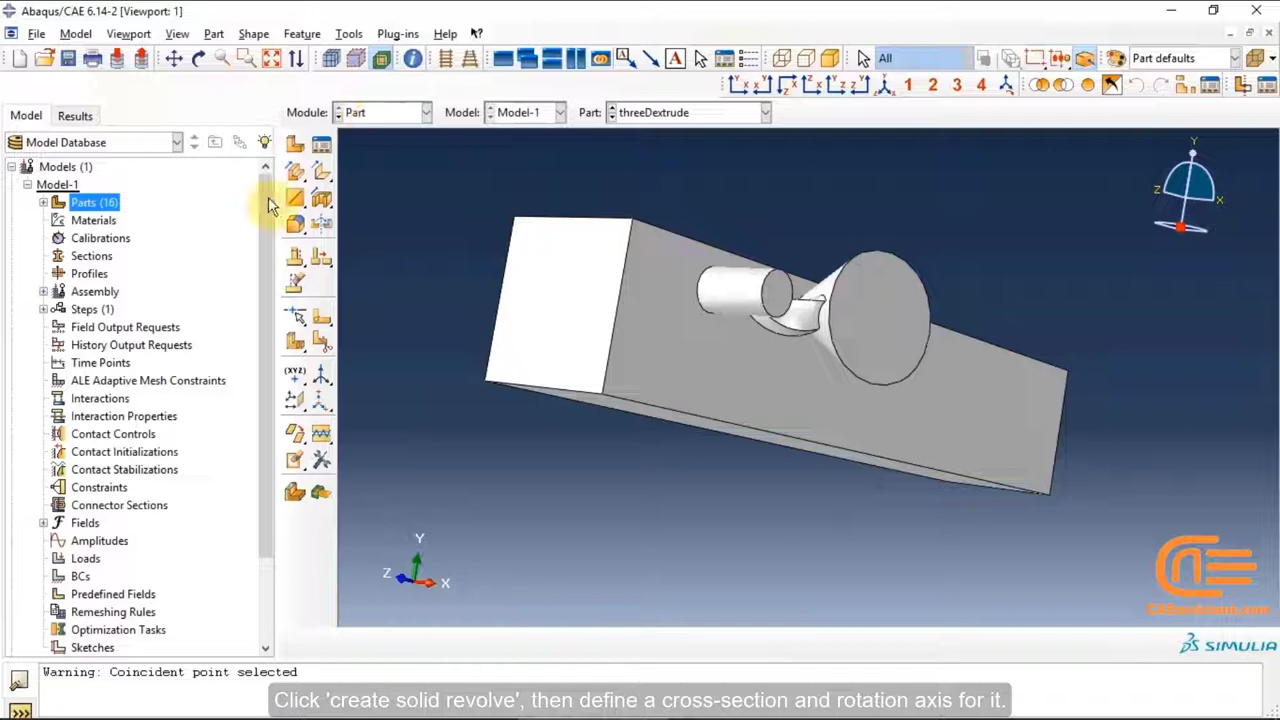 Abaqus/CAE 6.14-2 [Viewport: 1]
File Model Viewport View Part Shape Feature Tools Plug-ins Help
All Part defaults
1 2 3 4
Model Results Module: Part Model: Model-1 Part: threeDextrude
Model Database
Models (1)
Model-1
Parts (16)
Materials
Calibrations
Sections
Profiles
Assembly
Steps (1)
Field Output Requests
History Output Requests
Time Points
ALE Adaptive Mesh Constraints
Interactions
Interaction Properties
Contact Controls
Contact Initializations
Contact Stabilizations
Constraints
Connector Sections
Fields
Amplitudes
Loads
BCs
Predefined Fields
Remeshing Rules
Optimization Tasks
Sketches
Y
Z
X
Y
Z
X
CAEassistant.com
SIMULIA
Warning: Coincident point selected
Click 'create solid revolve', then define a cross-section and rotation axis for it.